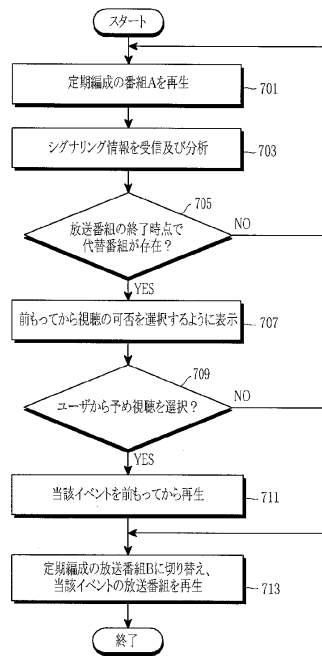 スタート
定期編成の番組Aを再生
701
シグナリング情報を受信及び分析
703
705
放送番組の終了時点で
代替番組が存在?
NO
YES
前もってから視聴の可否を選択するように表示
707
709
ユーザから予め視聴を選択?
NO
YES
当該イベントを前もってから再生
711
定期編成の放送番組Bに切り替え、
当該イベントの放送番組を再生
713
終了